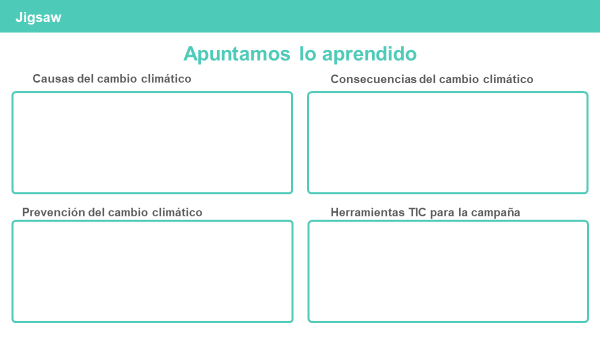 Jigsaw
Apuntamos lo aprendido
Causas del cambio climático
Consecuencias del cambio climático
Prevención del cambio climático
Herramientas TIC para la campaña